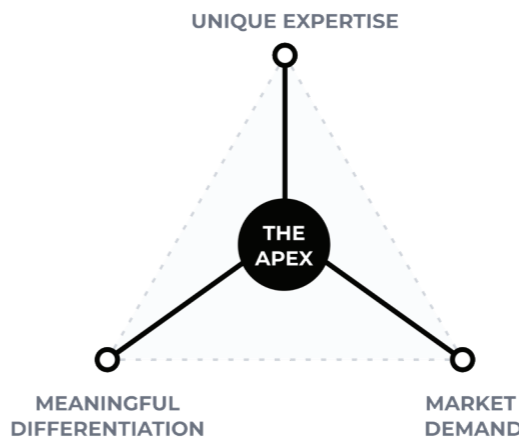 UNIQUE EXPERTISE
THE
APEX
MEANINGFUL
DIFFERENTIATION
MARKET
DEMAND